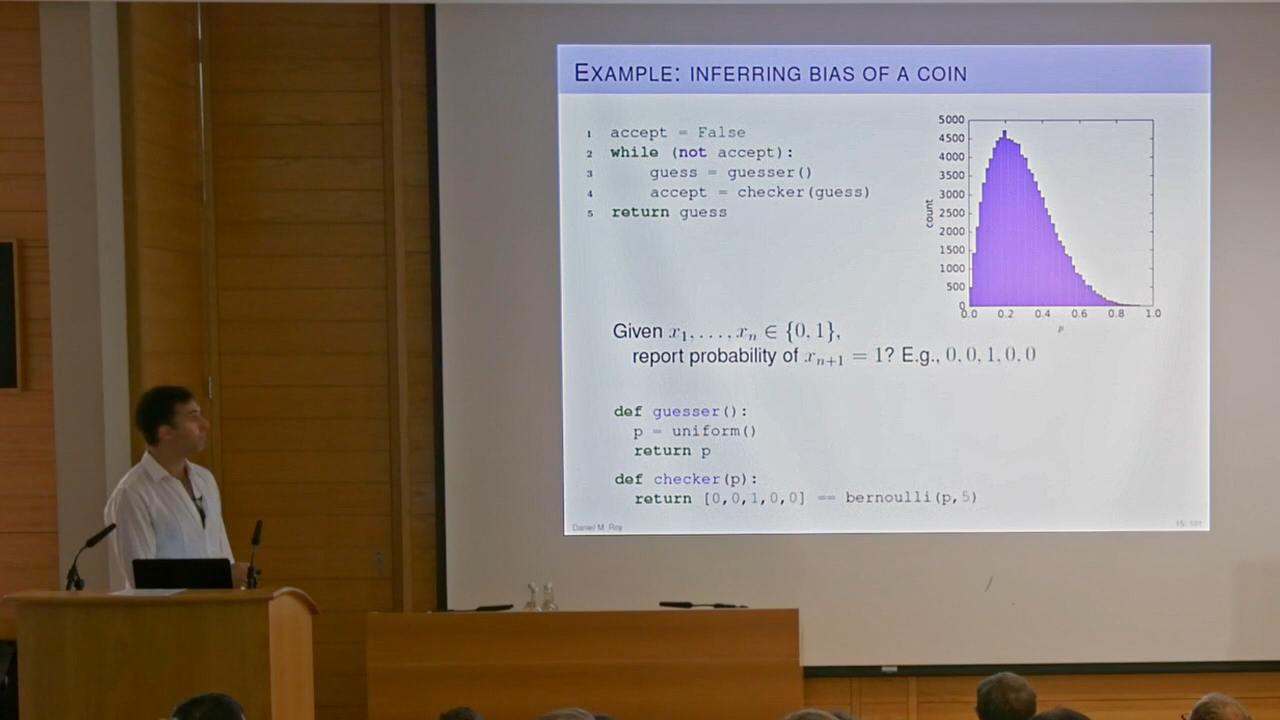 EXAMPLE: INFERRING BIAS OF A COIN
1 accept = False
2 while (not accept):
3 guess = guesser()
4 accept = checker(guess)
5 return guess
5000
4500
4000
3500
3000
2500
2000
1500
1000
500
0
count
0.0 0.2 0.4 0.6 0.8 1.0
p
Given x₁, . . . , xₙ ∈ {0, 1},
report probability of xₙ₊₁ = 1? E.g., 0, 0, 1, 0, 0
def guesser():
p = uniform()
return p
def checker(p):
return [0,0,1,0,0] == bernoulli(p,5)
Daniel M. Roy